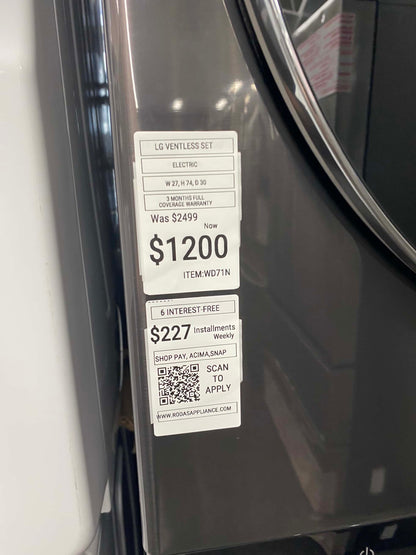 LG VENTLESS SET
ELECTRIC
W 27, H 74, D 30
3 MONTHS FULL
COVERAGE WARRANTY
Was $2499
Now
$1200
ITEM:WD71N
6 INTEREST-FREE
$227 Installments
Weekly
SHOP PAY, ACIMA,SNAP
SCAN
TO
APPLY
WWW.RODASAPPLIANCE.COM